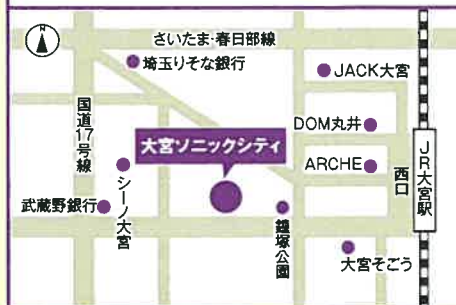 N
さいたま・春日部線
埼玉りそな銀行
JACK大宮
国道17号線
DOM丸井
大宮ソニックシティ
ARCHE
西口
JR大宮駅
シーノ大宮
武蔵野銀行
鐘塚公園
大宮そごう